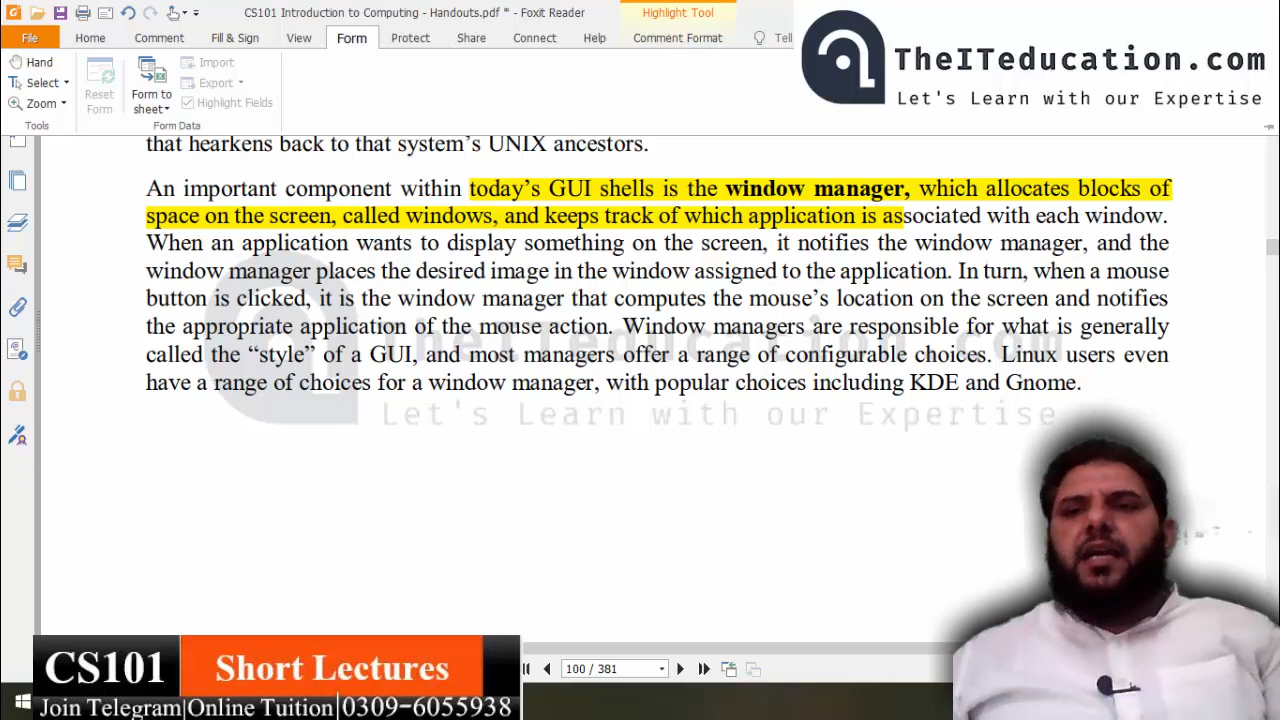 CS101 Introduction to Computing - Handouts.pdf * - Foxit Reader
Highlight Tool
File Home Comment Fill & Sign View Form Protect Share Connect Help Comment Format Tell
Hand
Select
Zoom
Tools
Reset Form
Form to sheet
Import
Export
Highlight Fields
Form Data
TheITeducation.com
Let's Learn with our Expertise
that hearkens back to that system's UNIX ancestors.
An important component within today's GUI shells is the window manager, which allocates blocks of
space on the screen, called windows, and keeps track of which application is associated with each window.
When an application wants to display something on the screen, it notifies the window manager, and the
window manager places the desired image in the window assigned to the application. In turn, when a mouse
button is clicked, it is the window manager that computes the mouse's location on the screen and notifies
the appropriate application of the mouse action. Window managers are responsible for what is generally
called the “style” of a GUI, and most managers offer a range of configurable choices. Linux users even
have a range of choices for a window manager, with popular choices including KDE and Gnome.
TheITeducation.com
Let's Learn with our Expertise
100 / 381
CS101 Short Lectures
Join Telegram|Online Tuition|0309-6055938